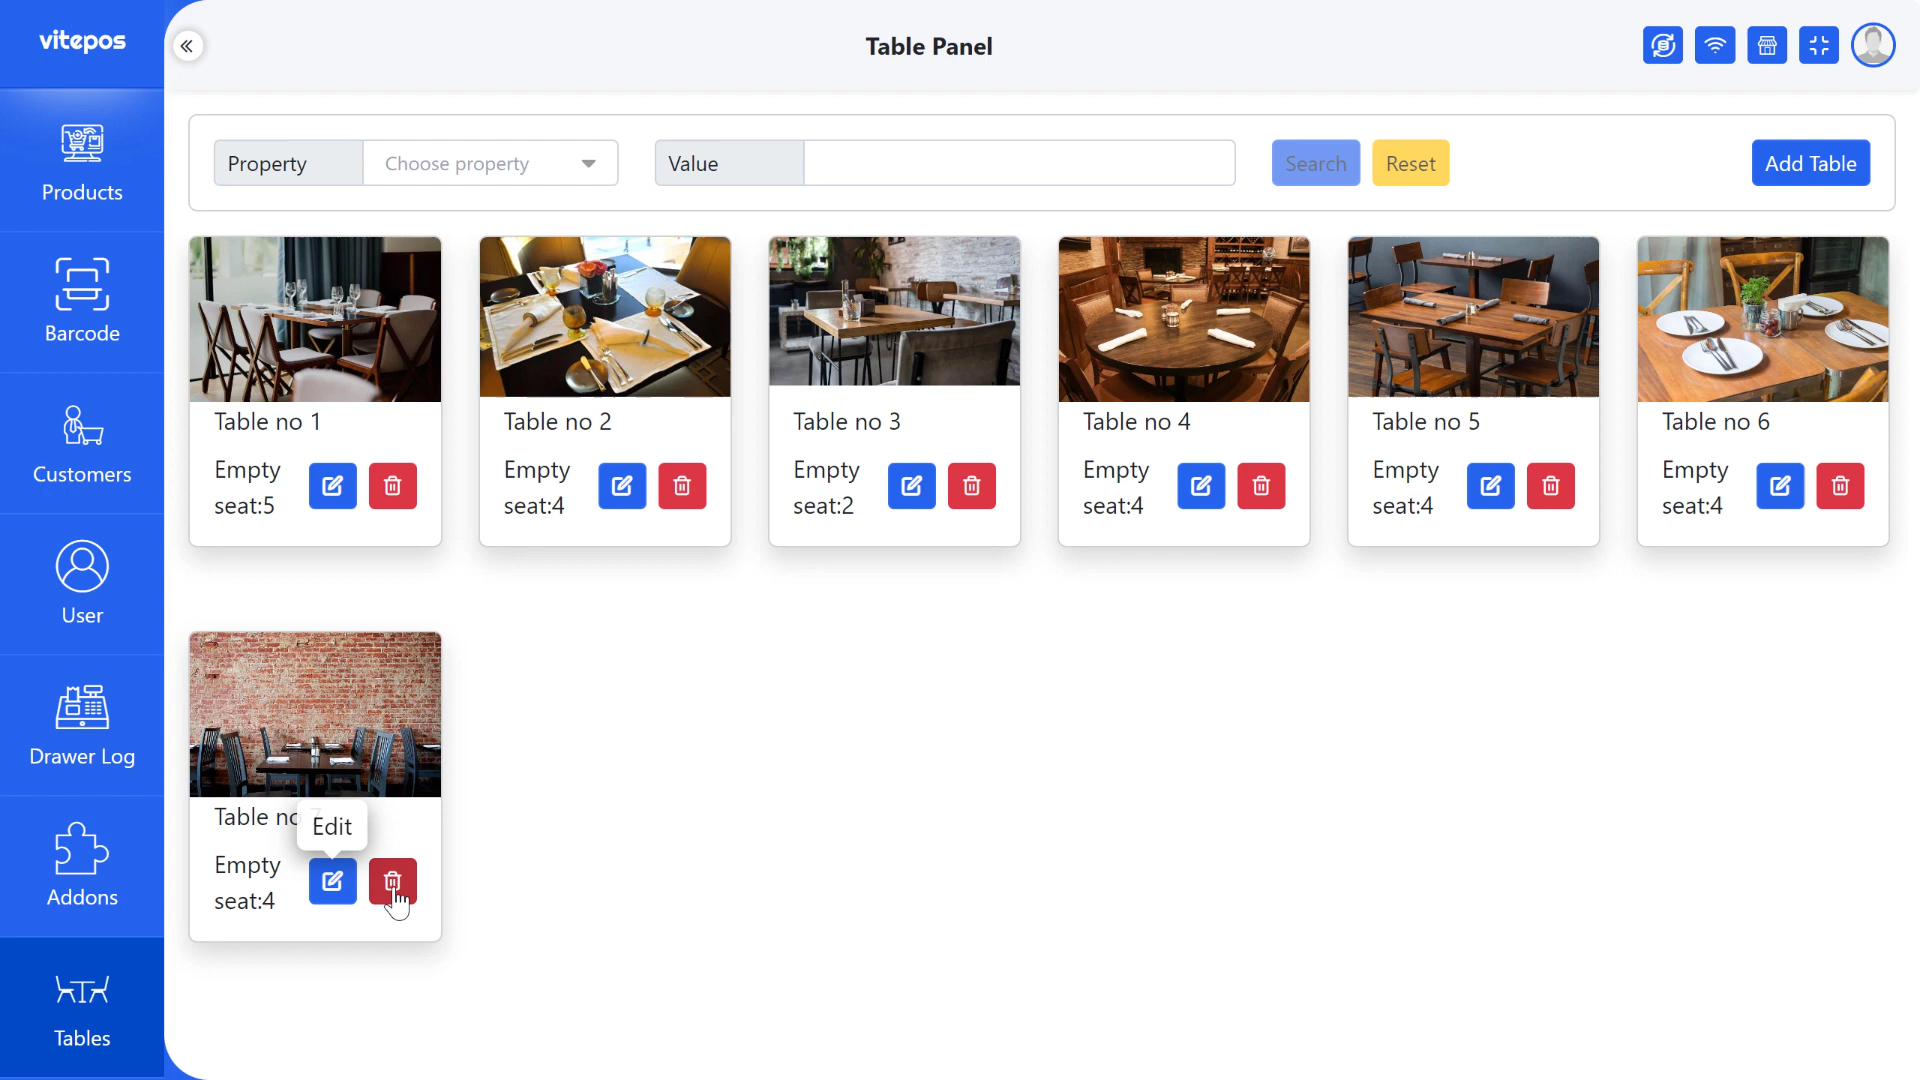 vitepos
Table Panel
Property
Choose property
Value
Search
Reset
Add Table
Products
Barcode
Customers
User
Drawer Log
Addons
Tables
Table no 1
Empty
seat:5
Table no 2
Empty
seat:4
Table no 3
Empty
seat:2
Table no 4
Empty
seat:4
Table no 5
Empty
seat:4
Table no 6
Empty
seat:4
Table no 7
Edit
Empty
seat:4